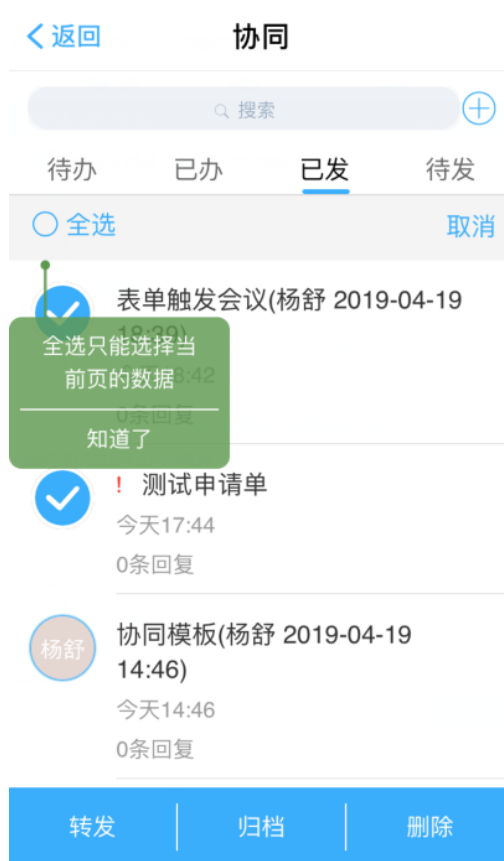 返回
协同
搜索
待办
已办
已发
待发
全选
取消
表单触发会议(杨舒 2019-04-19
18:39)
全选只能选择当
前页的数据
8:42
0条回复
知道了
! 测试申请单
今天17:44
0条回复
杨舒
协同模板(杨舒 2019-04-19
14:46)
今天14:46
0条回复
转发
归档
删除